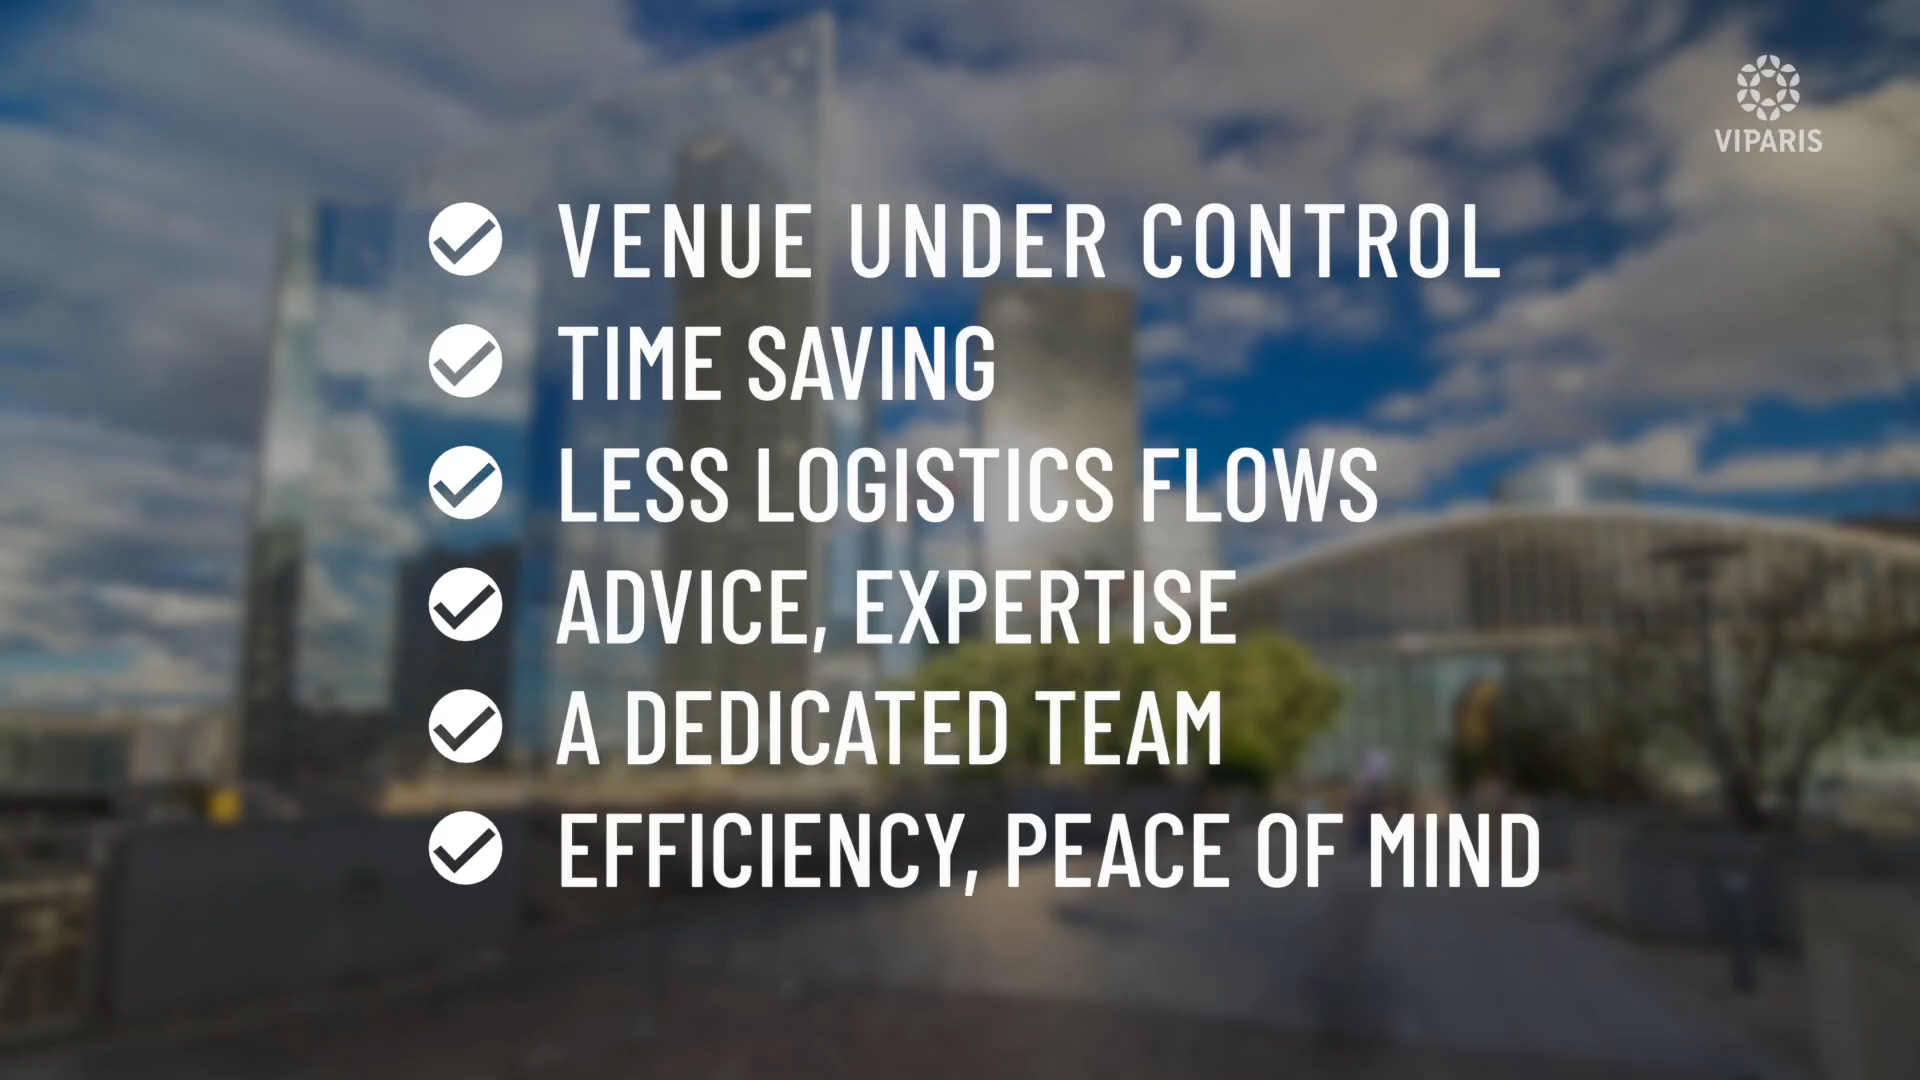 VIPARIS
VENUE UNDER CONTROL
TIME SAVING
LESS LOGISTICS FLOWS
ADVICE, EXPERTISE
A DEDICATED TEAM
EFFICIENCY, PEACE OF MIND